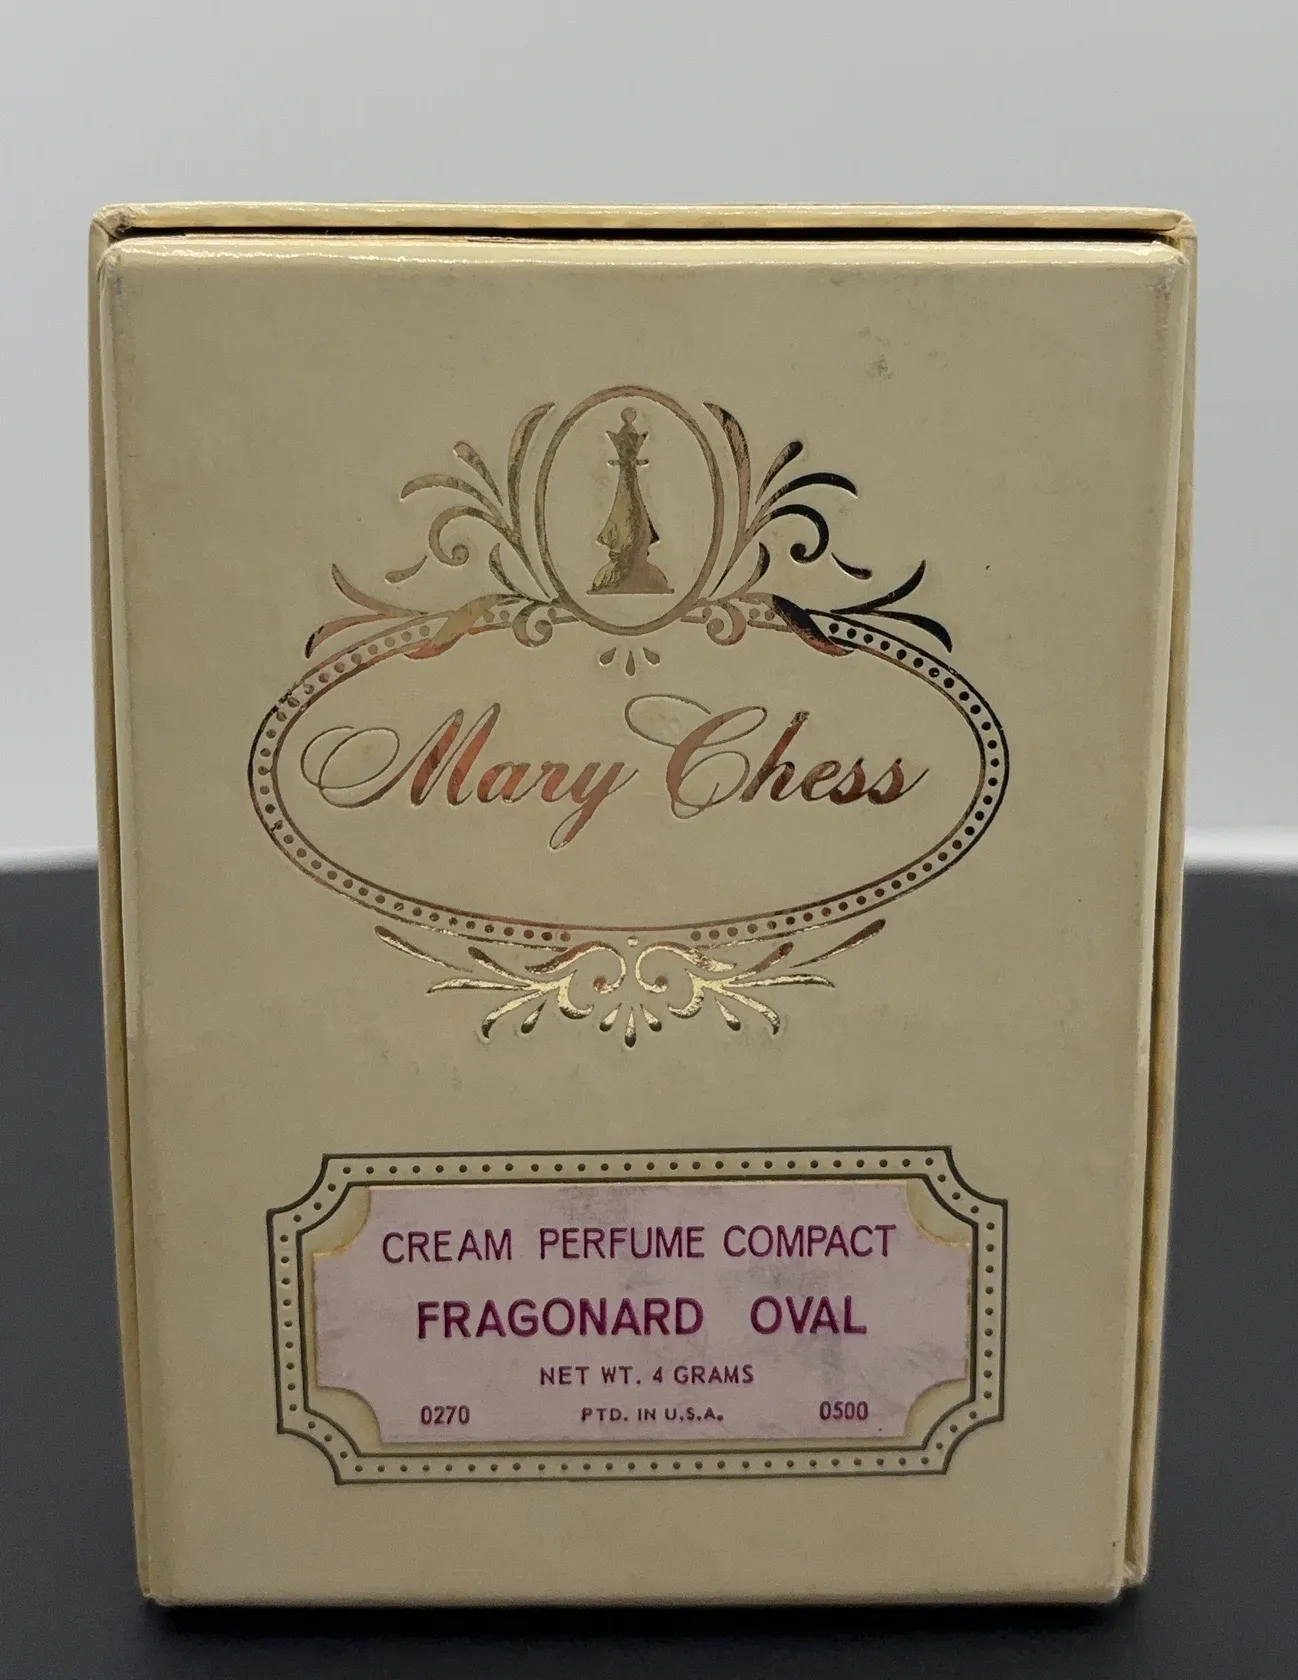 Mary Chess
CREAM PERFUME COMPACT
FRAGONARD OVAL
NET WT. 4 GRAMS
0270 PTD. IN U.S.A. 0500